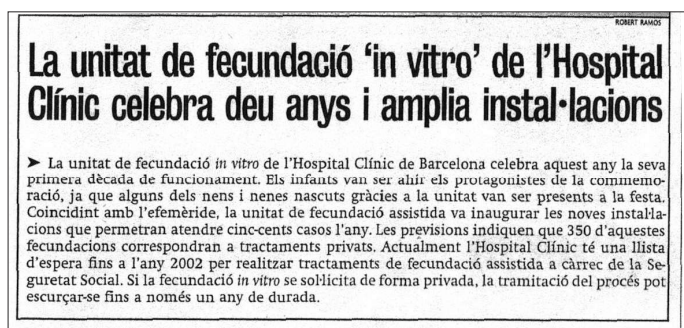 ROBERT RAMOS
La unitat de fecundació ‘in vitro’ de l’Hospital
Clínic celebra deu anys i amplia instal·lacions
➤ La unitat de fecundació in vitro de l’Hospital Clínic de Barcelona celebra aquest any la seva
primera dècada de funcionament. Els infants van ser ahir els protagonistes de la commemo-
ració, ja que alguns dels nens i nenes nascuts gràcies a la unitat van ser presents a la festa.
Coincidint amb l’efemèride, la unitat de fecundació assistida va inaugurar les noves instal·la-
cions que permetran atendre cinc-cents casos l’any. Les previsions indiquen que 350 d’aquestes
fecundacions correspondran a tractaments privats. Actualment l’Hospital Clínic té una llista
d’espera fins a l’any 2002 per realitzar tractaments de fecundació assistida a càrrec de la Se-
guretat Social. Si la fecundació in vitro se sol·licita de forma privada, la tramitació del procés pot
escurçar-se fins a només un any de durada.